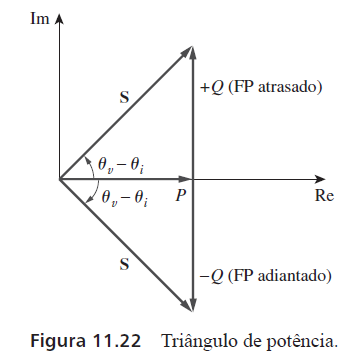 Im
S
+Q (FP atrasado)
θv − θi
θv − θi
P
Re
S
−Q (FP adiantado)
Figura 11.22 Triângulo de potência.